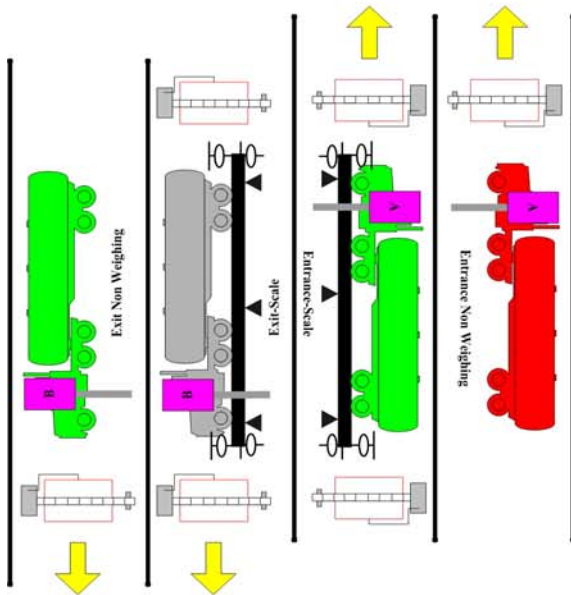 B
Exit Non Weighing
B
Exit-Scale
Entrance-Scale
V
Entrance Non Weighing
V